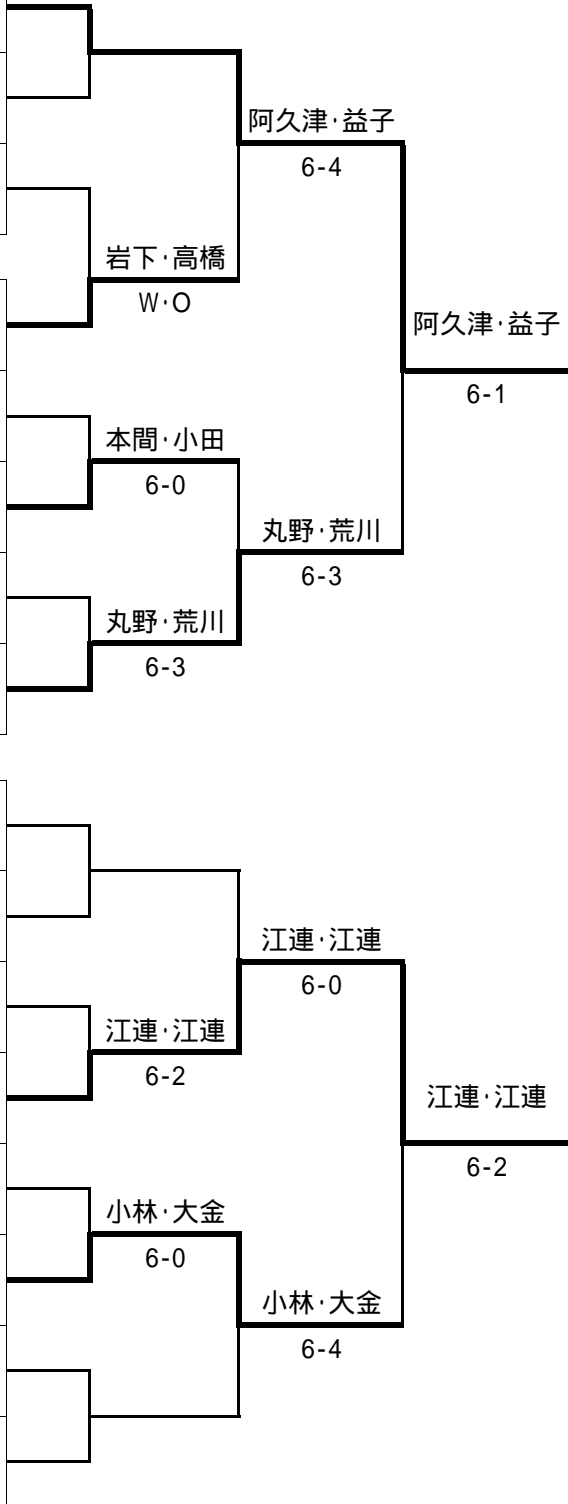 阿久津・益子
6-4
岩下・高橋
W・O
阿久津・益子
6-1
本間・小田
6-0
丸野・荒川
6-3
丸野・荒川
6-3
江連・江連
6-0
江連・江連
6-2
江連・江連
6-2
小林・大金
6-0
小林・大金
6-4